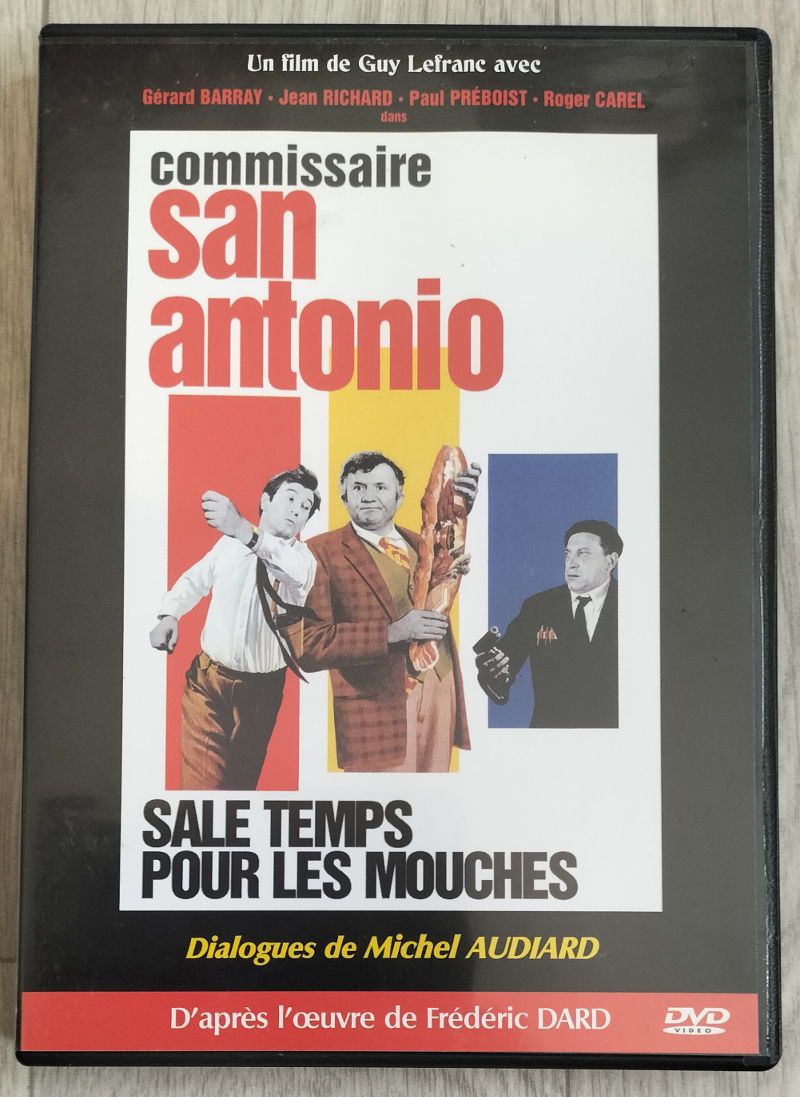 Un film de Guy Lefranc avec
Gérard BARRAY • Jean RICHARD • Paul PRÉBOIST • Roger CAREL
dans
commissaire
san
antonio
SALE TEMPS
POUR LES MOUCHES
Dialogues de Michel AUDIARD
D'après l'œuvre de Frédéric DARD
DVD
VIDEO